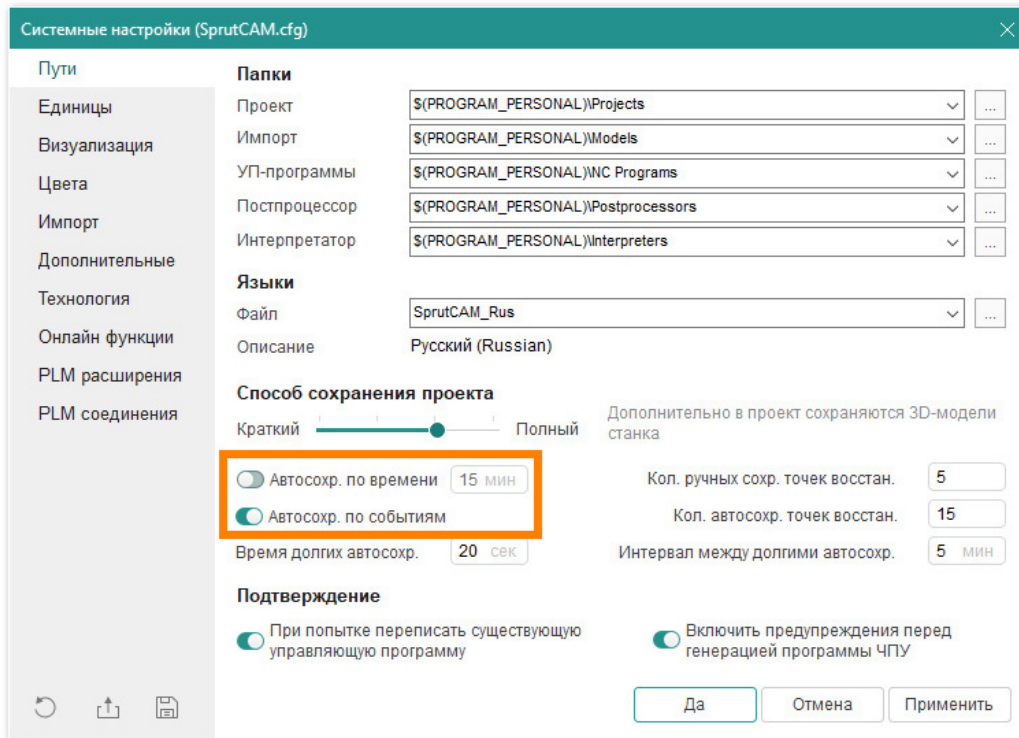 Системные настройки (SprutCAM.cfg)
Пути
Единицы
Визуализация
Цвета
Импорт
Дополнительные
Технология
Онлайн функции
PLM расширения
PLM соединения
Папки
Проект $(PROGRAM_PERSONAL)\Projects ...
Импорт $(PROGRAM_PERSONAL)\Models ...
УП-программы $(PROGRAM_PERSONAL)\NC Programs ...
Постпроцессор $(PROGRAM_PERSONAL)\Postprocessors ...
Интерпретатор $(PROGRAM_PERSONAL)\Interpreters ...
Языки
Файл SprutCAM_Rus ...
Описание Русский (Russian)
Способ сохранения проекта
Краткий Полный
Дополнительно в проект сохраняются 3D-модели
станка
Автосохр. по времени 15 мин
Кол. ручных сохр. точек восстан. 5
Автосохр. по событиям
Кол. автосохр. точек восстан. 15
Время долгих автосохр. 20 сек
Интервал между долгими автосохр. 5 мин
Подтверждение
При попытке переписать существующую
управляющую программу
Включить предупреждения перед
генерацией программы ЧПУ
Да Отмена Применить